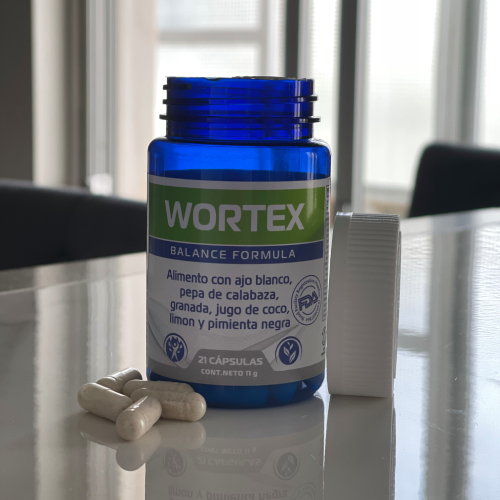 WORTEX
BALANCE FORMULA
Alimento con ajo blanco,
pepa de calabaza,
granada, jugo de coco,
limon y pimienta negra
FDA
21 CÁPSULAS
CONT.NETO 11 g